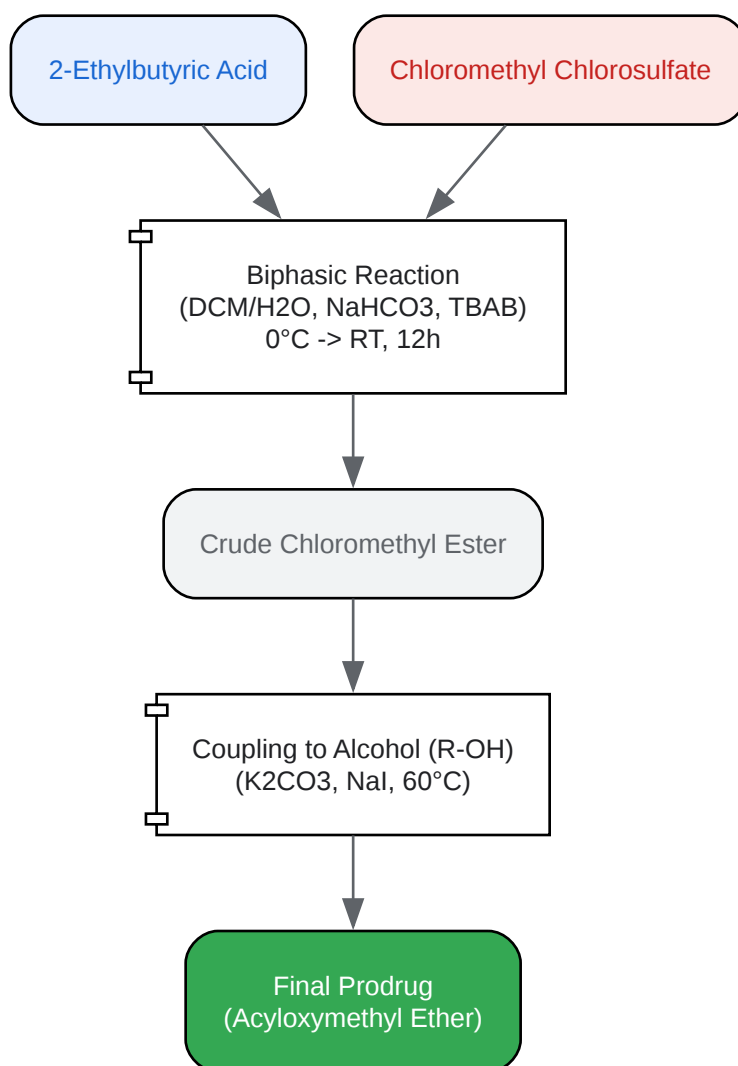 2-Ethylbutyric Acid
Chloromethyl Chlorosulfate
Biphasic Reaction
(DCM/H2O, NaHCO3, TBAB)
0°C -> RT, 12h
Crude Chloromethyl Ester
Coupling to Alcohol (R-OH)
(K2CO3, NaI, 60°C)
Final Prodrug
(Acyloxymethyl Ether)